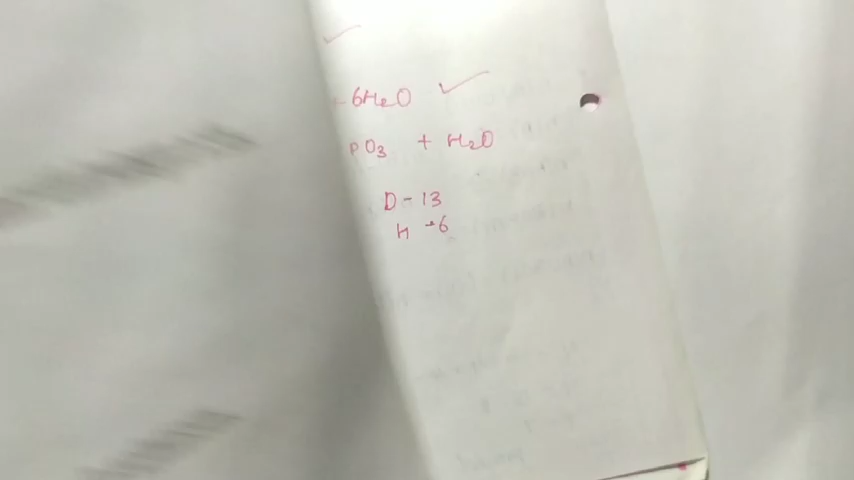 6H₂O
PO₃ + H₂O
D - 13
H - 6